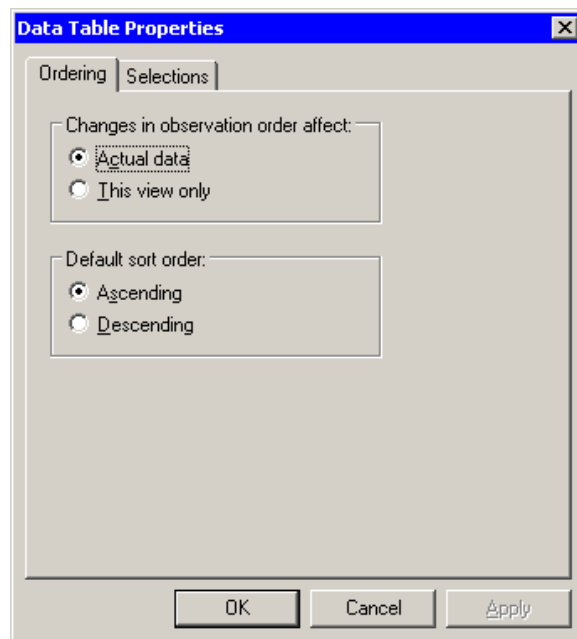 Data Table Properties
Ordering
Selections
Changes in observation order affect:
Actual data
This view only
Default sort order:
Ascending
Descending
OK
Cancel
Apply